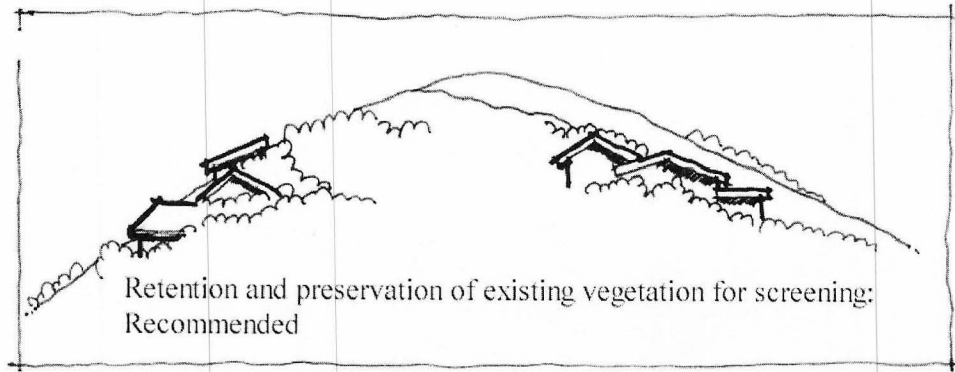 Retention and preservation of existing vegetation for screening:
Recommended